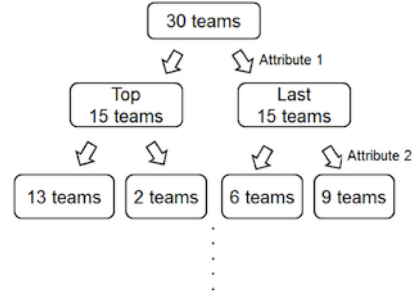 30 teams
Attribute 1
Top
15 teams
Last
15 teams
Attribute 2
13 teams
2 teams
6 teams
9 teams